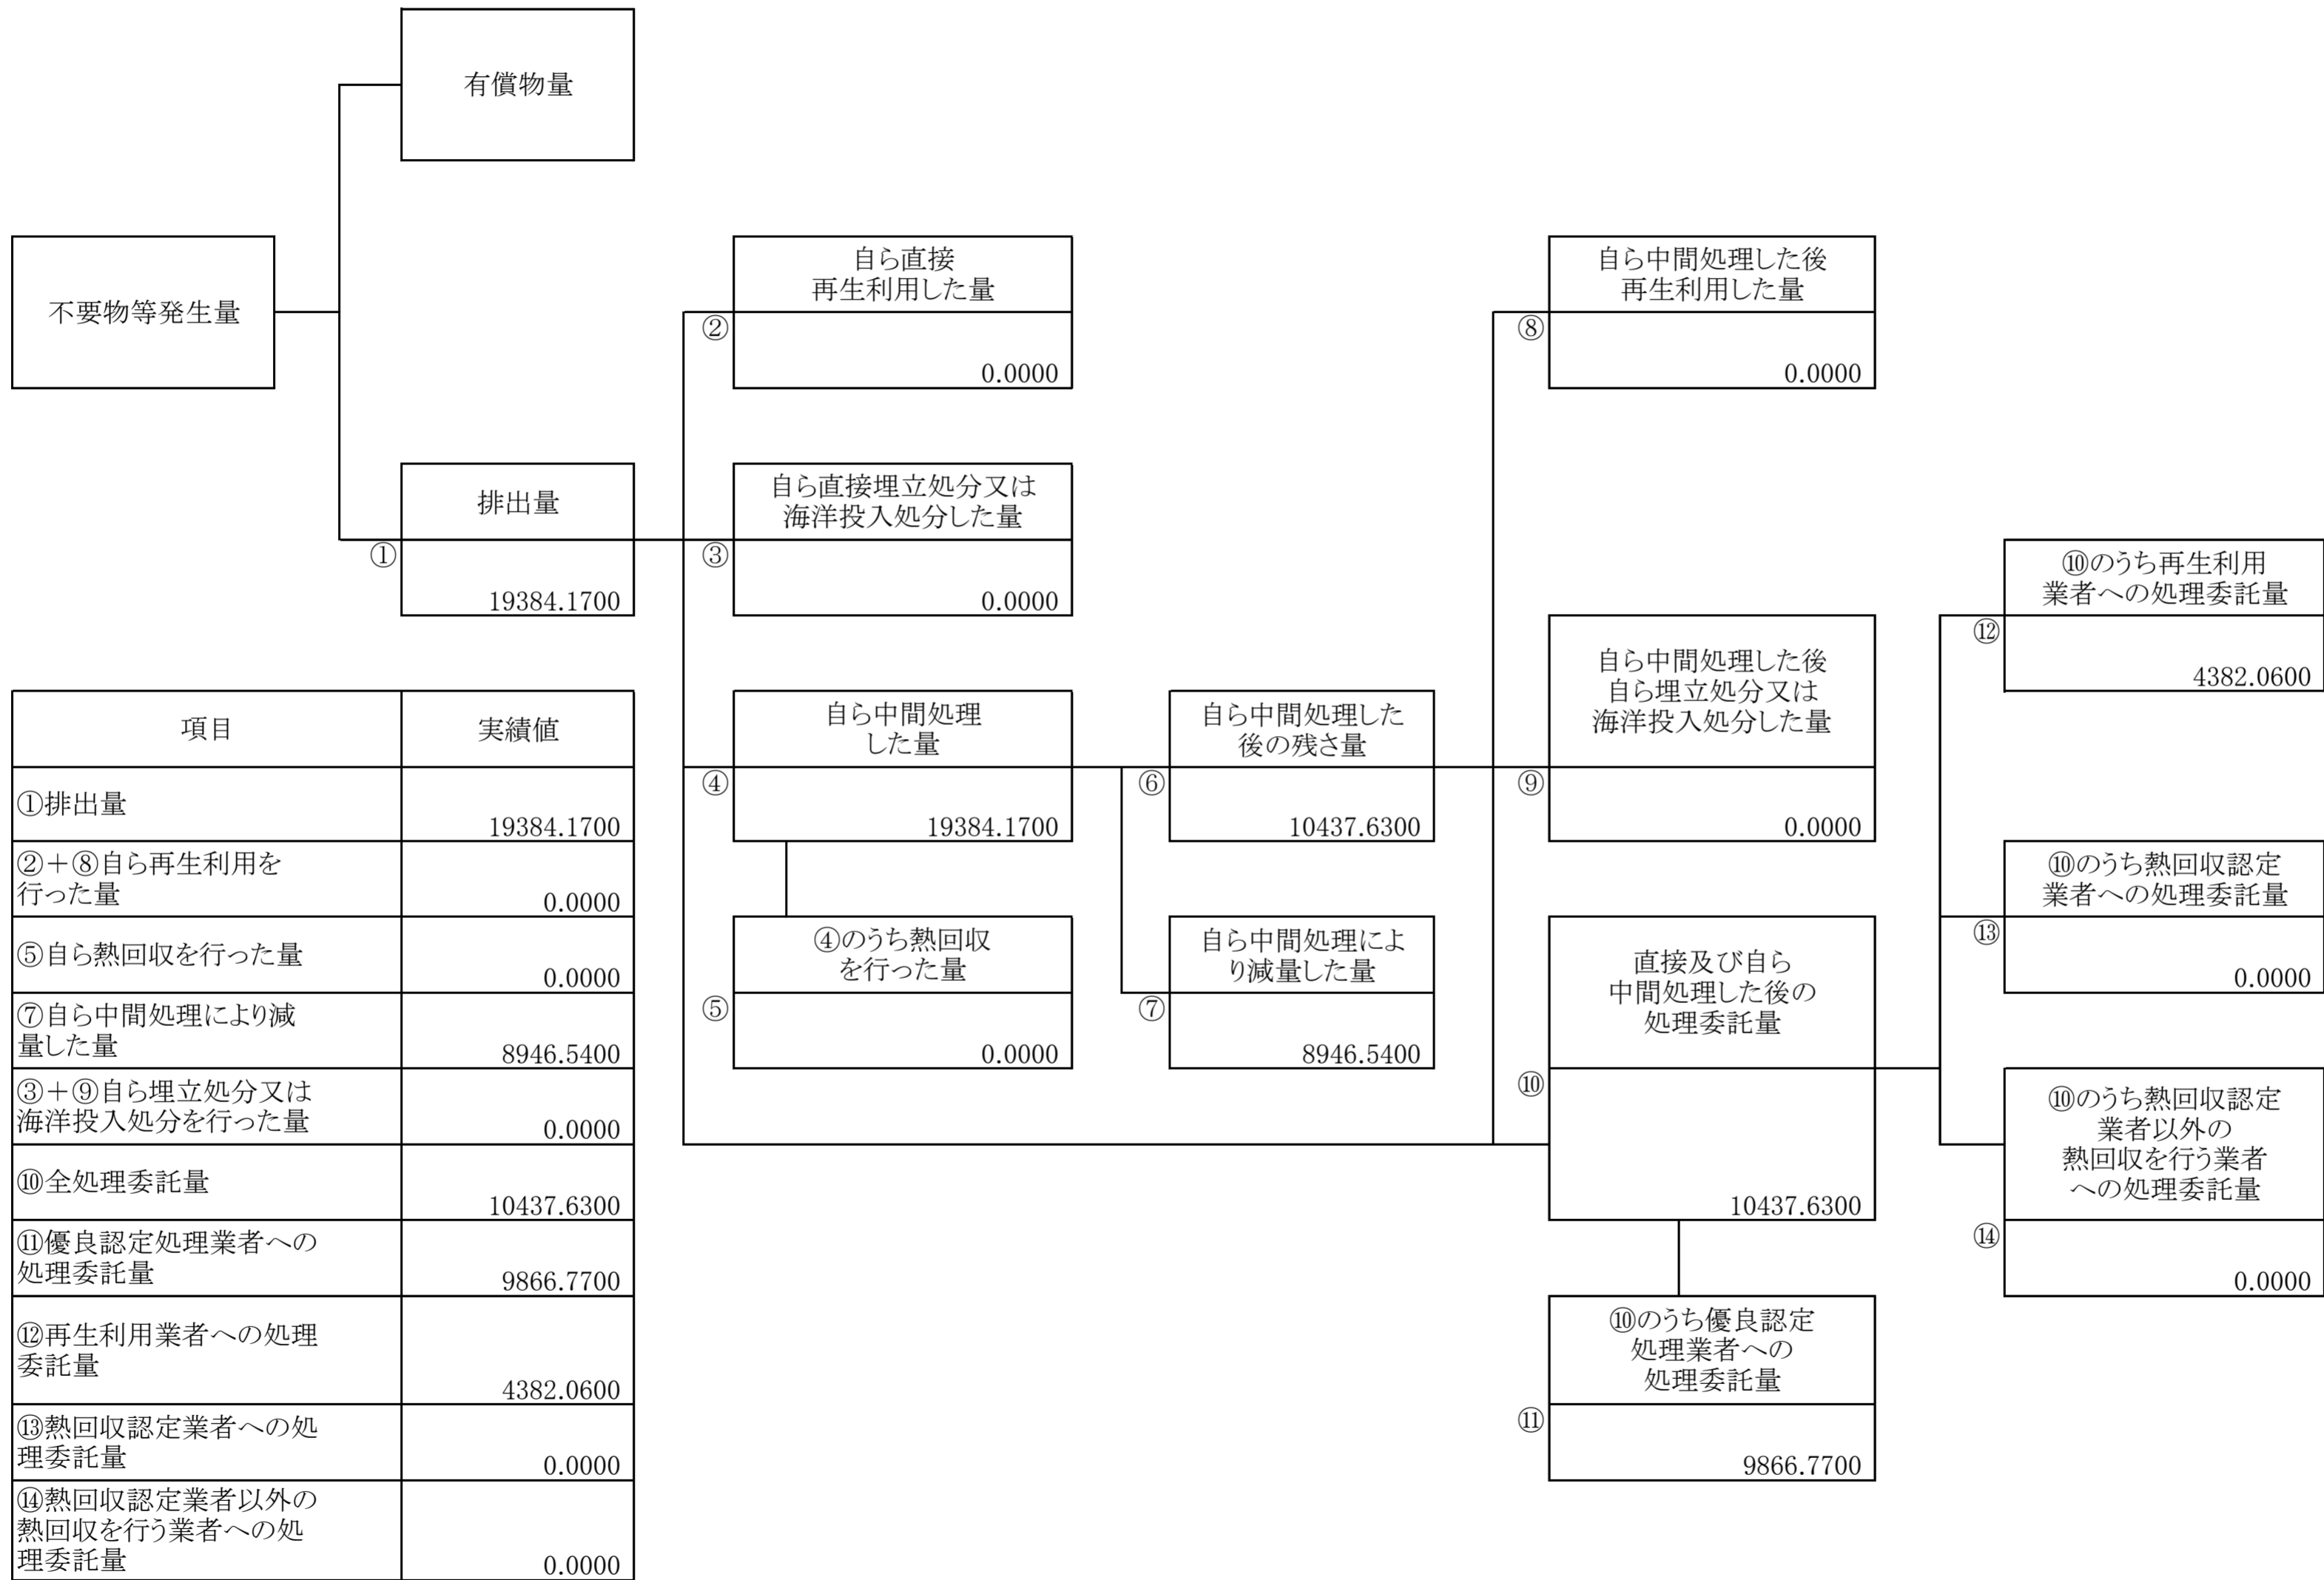 有償物量
不要物等発生量
自ら直接
再生利用した量
②
0.0000
自ら中間処理した後
再生利用した量
⑧
0.0000
排出量
①
19384.1700
自ら直接埋立処分又は
海洋投入処分した量
③
0.0000
⑩のうち再生利用
業者への処理委託量
⑫
4382.0600
自ら中間処理
した量
④
19384.1700
自ら中間処理した
後の残さ量
⑥
10437.6300
自ら中間処理した後
自ら埋立処分又は
海洋投入処分した量
⑨
0.0000
④のうち熱回収
を行った量
⑤
0.0000
自ら中間処理によ
り減量した量
⑦
8946.5400
直接及び自ら
中間処理した後の
処理委託量
⑩
10437.6300
⑩のうち熱回収認定
業者への処理委託量
⑬
0.0000
⑩のうち熱回収認定
業者以外の
熱回収を行う業者
への処理委託量
⑭
0.0000
⑩のうち優良認定
処理業者への
処理委託量
⑪
9866.7700
項目 実績値
①排出量
19384.1700
②+⑧自ら再生利用を
行った量
0.0000
⑤自ら熱回収を行った量
0.0000
⑦自ら中間処理により減
量した量
8946.5400
③+⑨自ら埋立処分又は
海洋投入処分を行った量
0.0000
⑩全処理委託量
10437.6300
⑪優良認定処理業者への
処理委託量
9866.7700
⑫再生利用業者への処理
委託量
4382.0600
⑬熱回収認定業者への処
理委託量
0.0000
⑭熱回収認定業者以外の
熱回収を行う業者への処
理委託量
0.0000